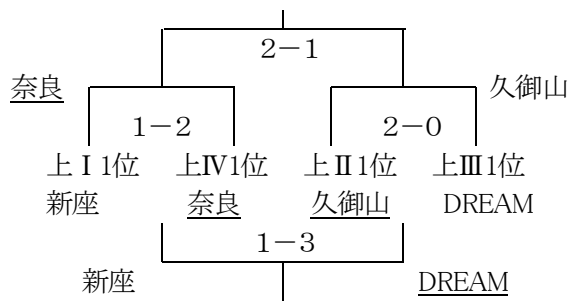 2－1
奈良 久御山
1－2 2－0
上Ⅰ1位 上Ⅳ1位 上Ⅱ1位 上Ⅲ1位
新座 奈良 久御山 DREAM
1－3
新座 DREAM